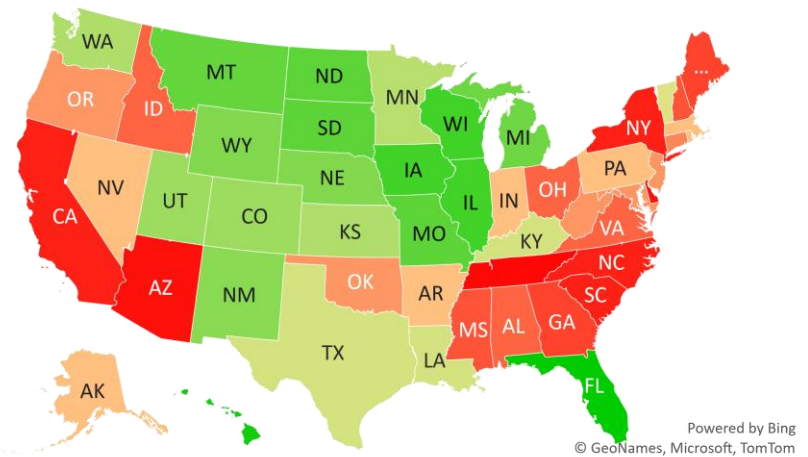 WA
MT
ND
MN
OR
ID
SD
WI
MI
NY
WY
...
IA
NE
PA
NV
UT
CO
IL
IN
OH
CA
KS
MO
KY
VA
NC
AZ
NM
OK
AR
SC
MS
AL
GA
TX
LA
AK
FL
Powered by Bing
© GeoNames, Microsoft, TomTom